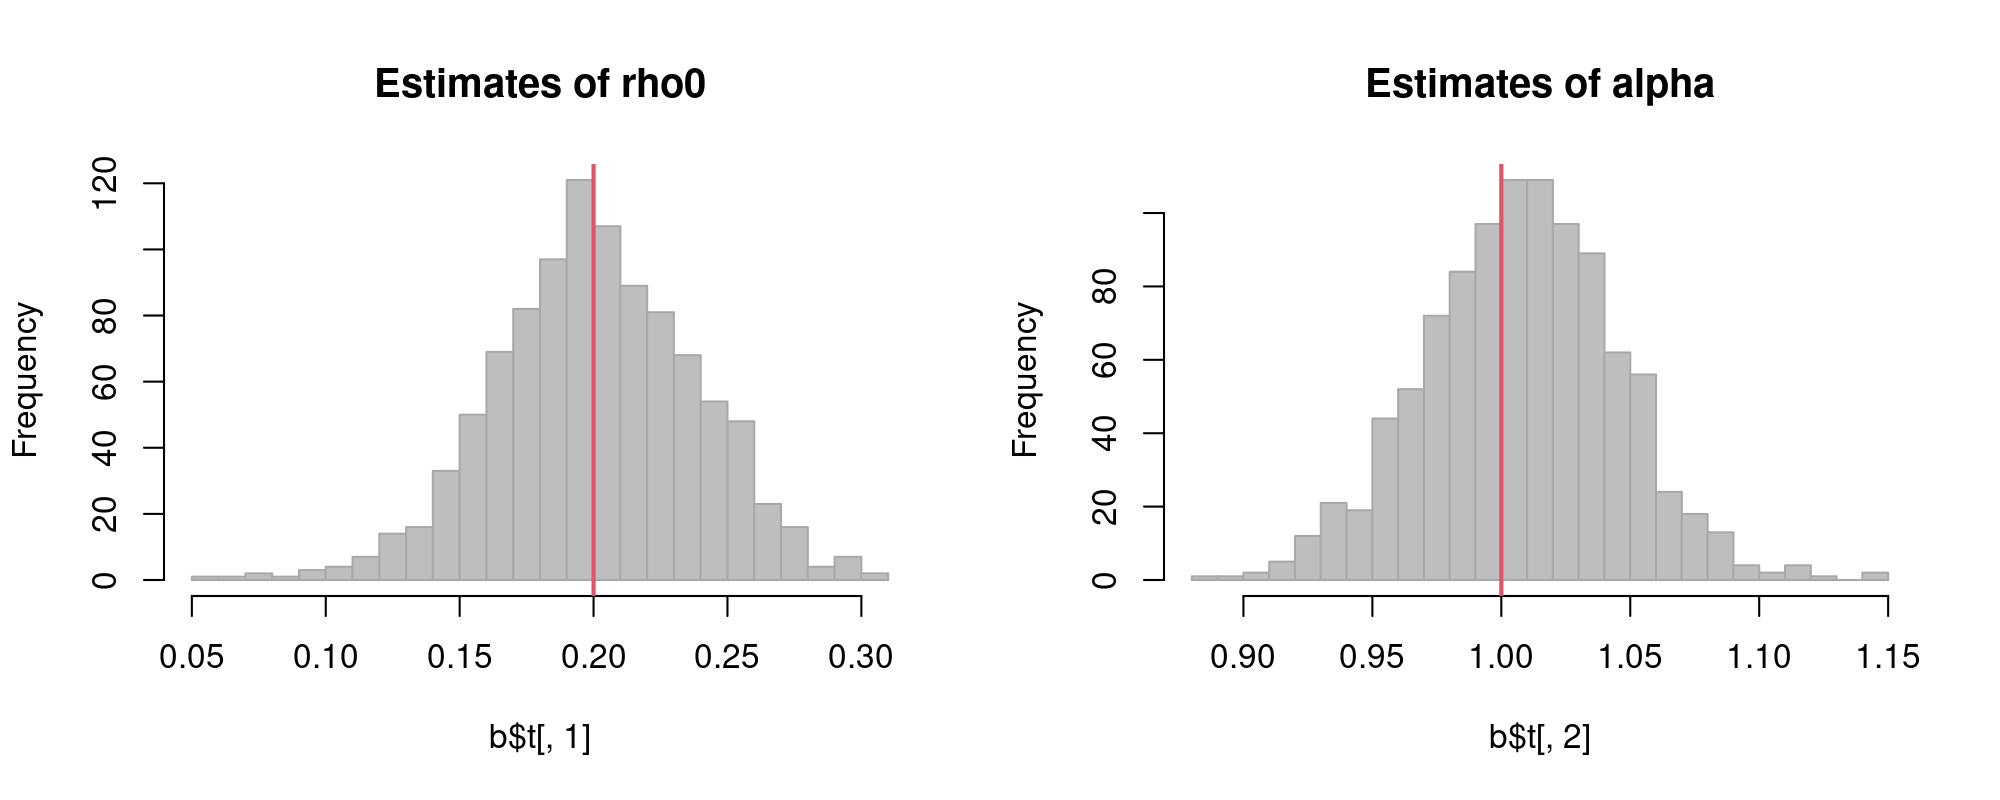 Estimates of rho0
Frequency
0 20 40 60 80 120
0.05 0.10 0.15 0.20 0.25 0.30
b$t[, 1]
Estimates of alpha
Frequency
0 20 40 60 80
0.90 0.95 1.00 1.05 1.10 1.15
b$t[, 2]